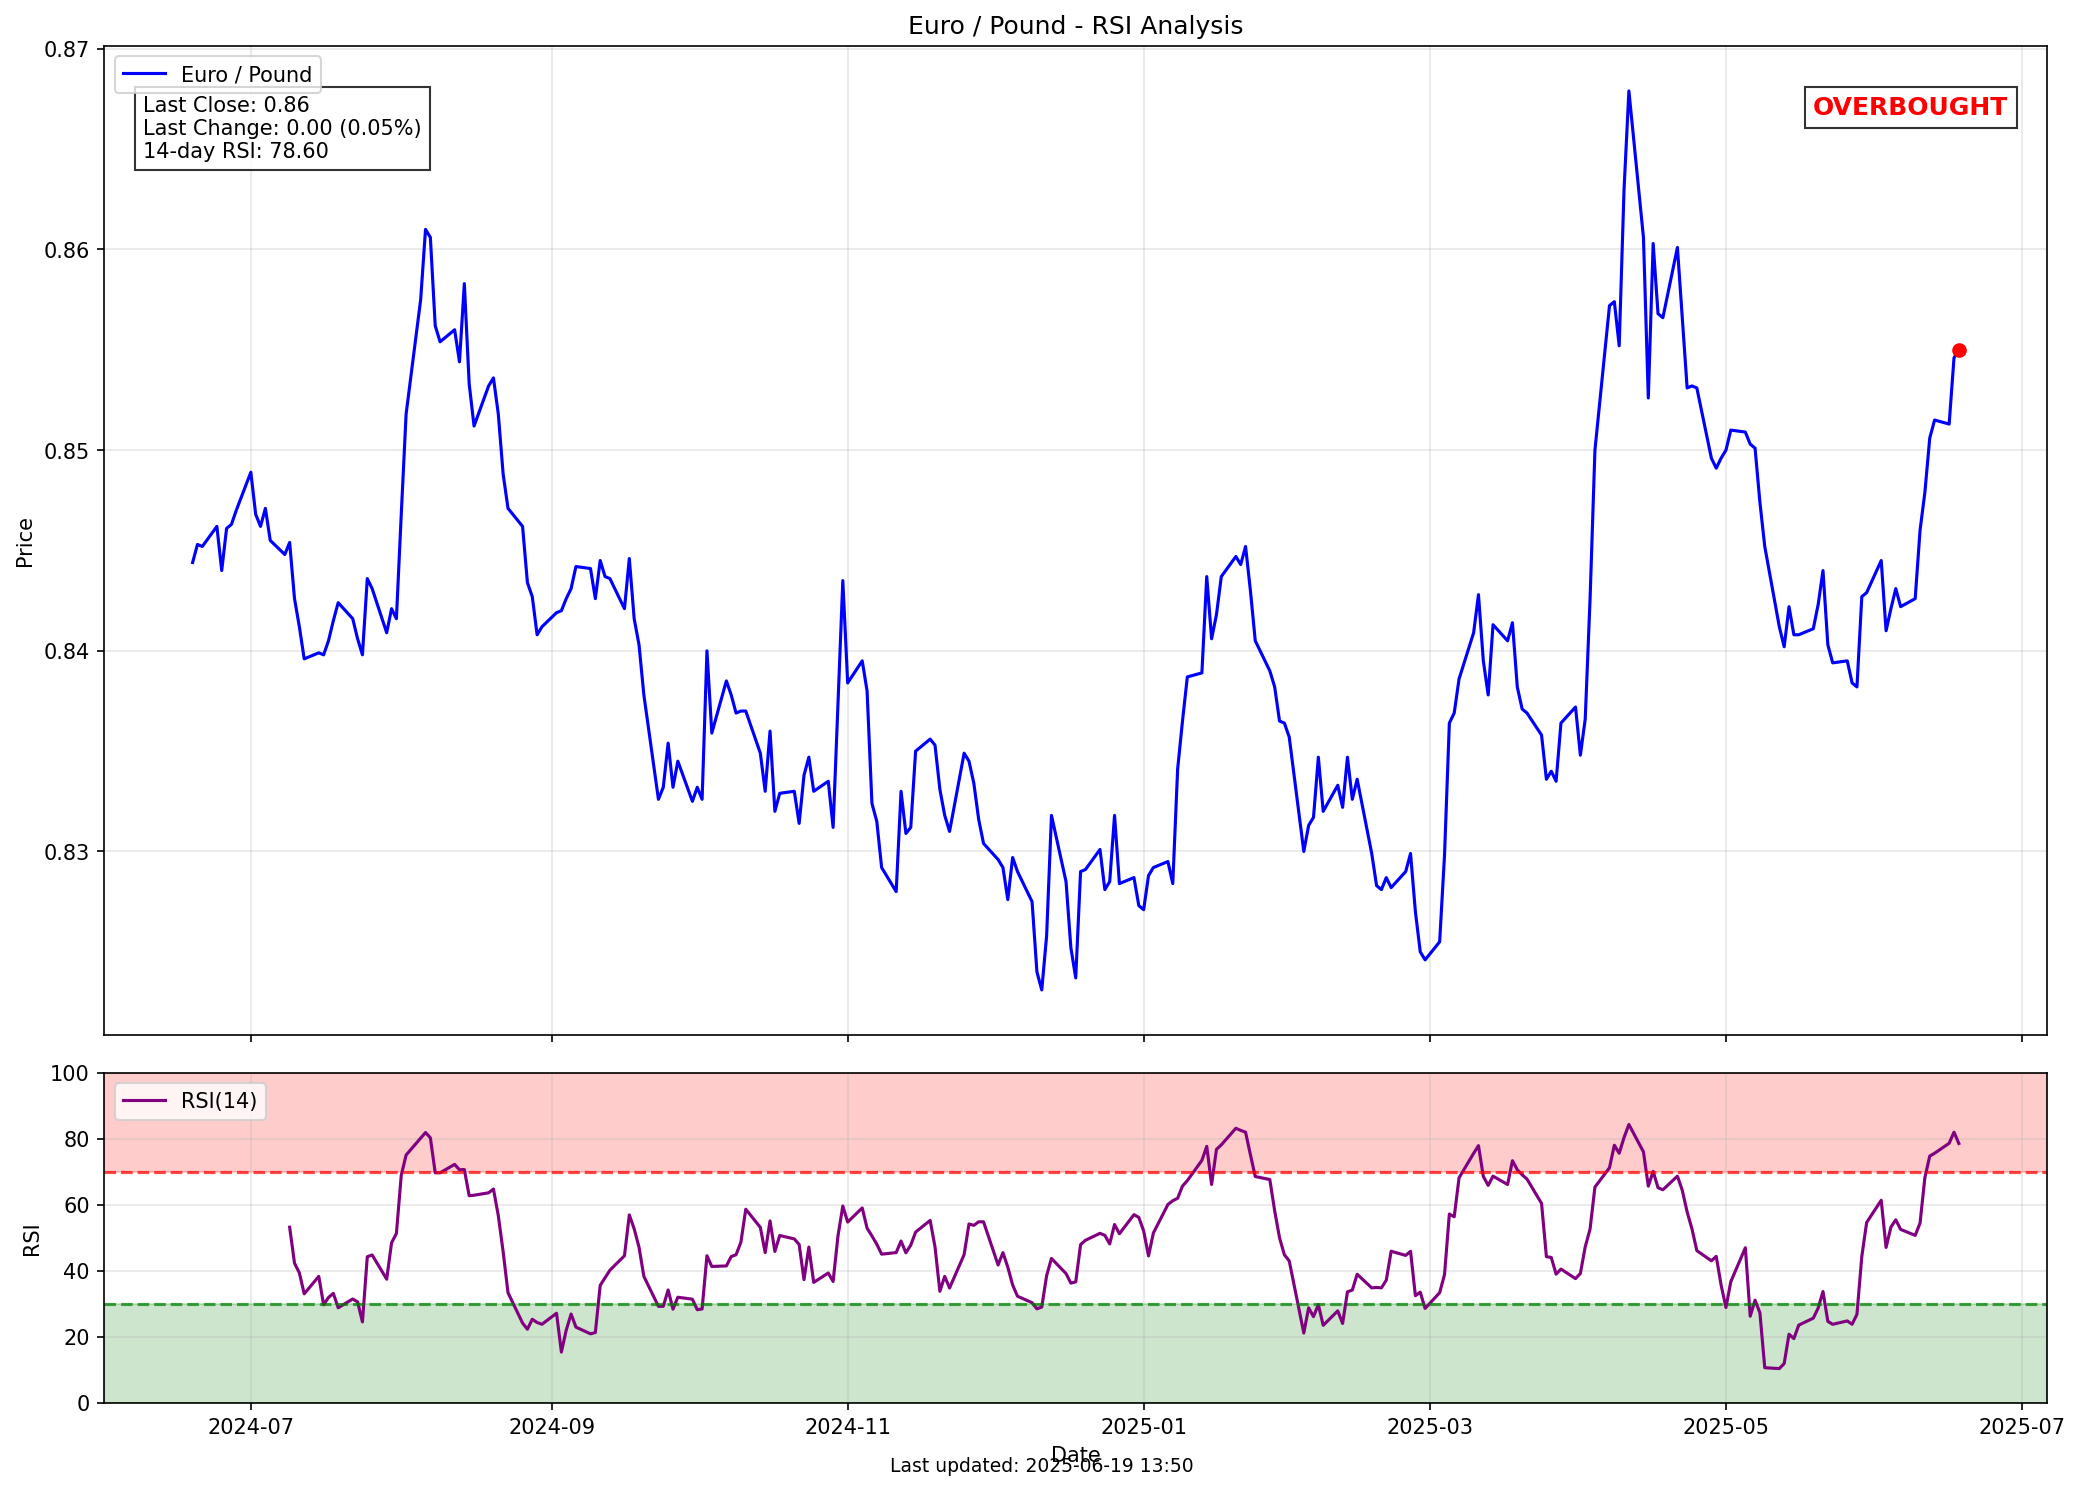 Euro / Pound - RSI Analysis
Euro / Pound
Last Close: 0.86
Last Change: 0.00 (0.05%)
14-day RSI: 78.60
OVERBOUGHT
Price
0.87
0.86
0.85
0.84
0.83
RSI(14)
RSI
100
80
60
40
20
0
2024-07
2024-09
2024-11
2025-01
2025-03
2025-05
2025-07
Date
Last updated: 2025-06-19 13:50